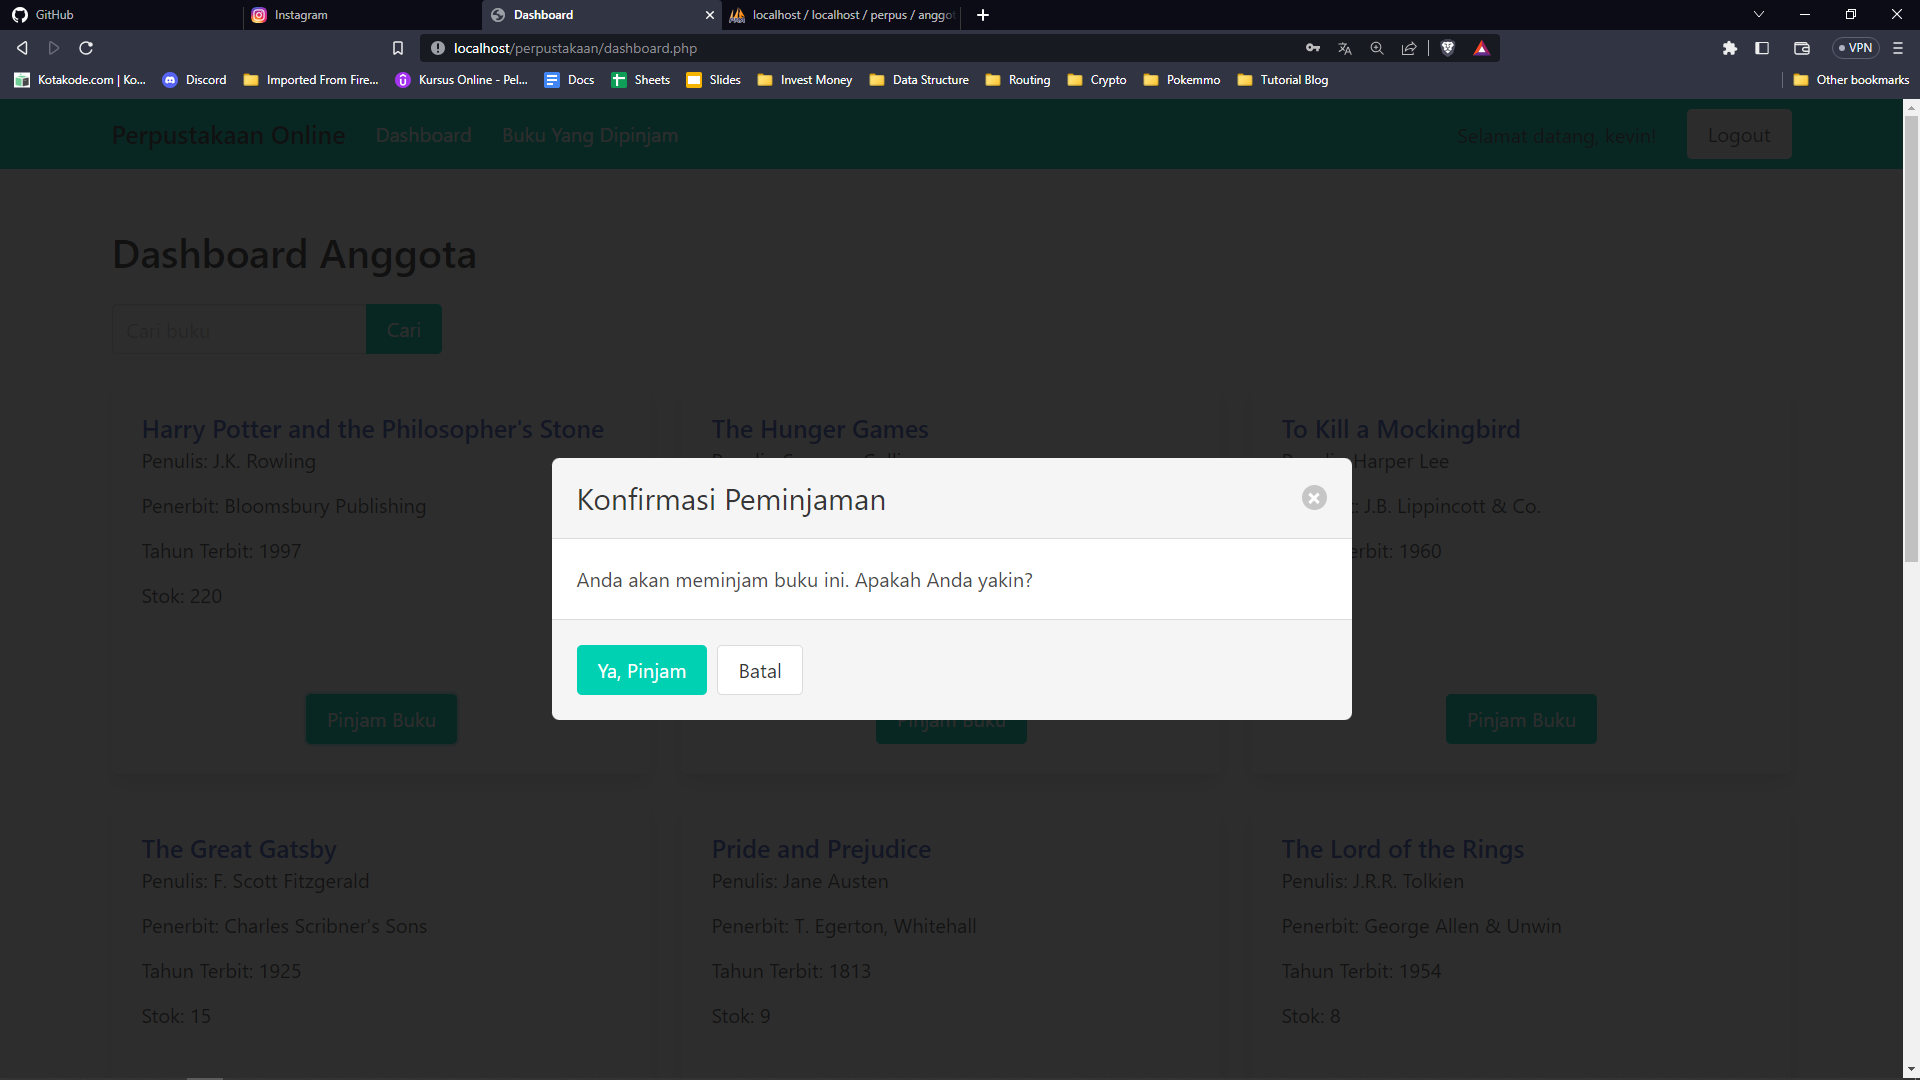 GitHub
Instagram
Dashboard
localhost / localhost / perpus / anggo
localhost/perpustakaan/dashboard.php
VPN
Kotakode.com | Ko...
Discord
Imported From Fire...
Kursus Online - Pel...
Docs
Sheets
Slides
Invest Money
Data Structure
Routing
Crypto
Pokemmo
Tutorial Blog
Other bookmarks
Perpustakaan Online
Dashboard
Buku Yang Dipinjam
Selamat datang, kevin!
Logout
Dashboard Anggota
Cari buku
Cari
Harry Potter and the Philosopher's Stone
Penulis: J.K. Rowling
Penerbit: Bloomsbury Publishing
Tahun Terbit: 1997
Stok: 220
Pinjam Buku
The Hunger Games
Pinjam Buku
To Kill a Mockingbird
Harper Lee
J.B. Lippincott & Co.
1960
Pinjam Buku
Konfirmasi Peminjaman
Anda akan meminjam buku ini. Apakah Anda yakin?
Ya, Pinjam
Batal
The Great Gatsby
Penulis: F. Scott Fitzgerald
Penerbit: Charles Scribner's Sons
Tahun Terbit: 1925
Stok: 15
Pride and Prejudice
Penulis: Jane Austen
Penerbit: T. Egerton, Whitehall
Tahun Terbit: 1813
Stok: 9
The Lord of the Rings
Penulis: J.R.R. Tolkien
Penerbit: George Allen & Unwin
Tahun Terbit: 1954
Stok: 8